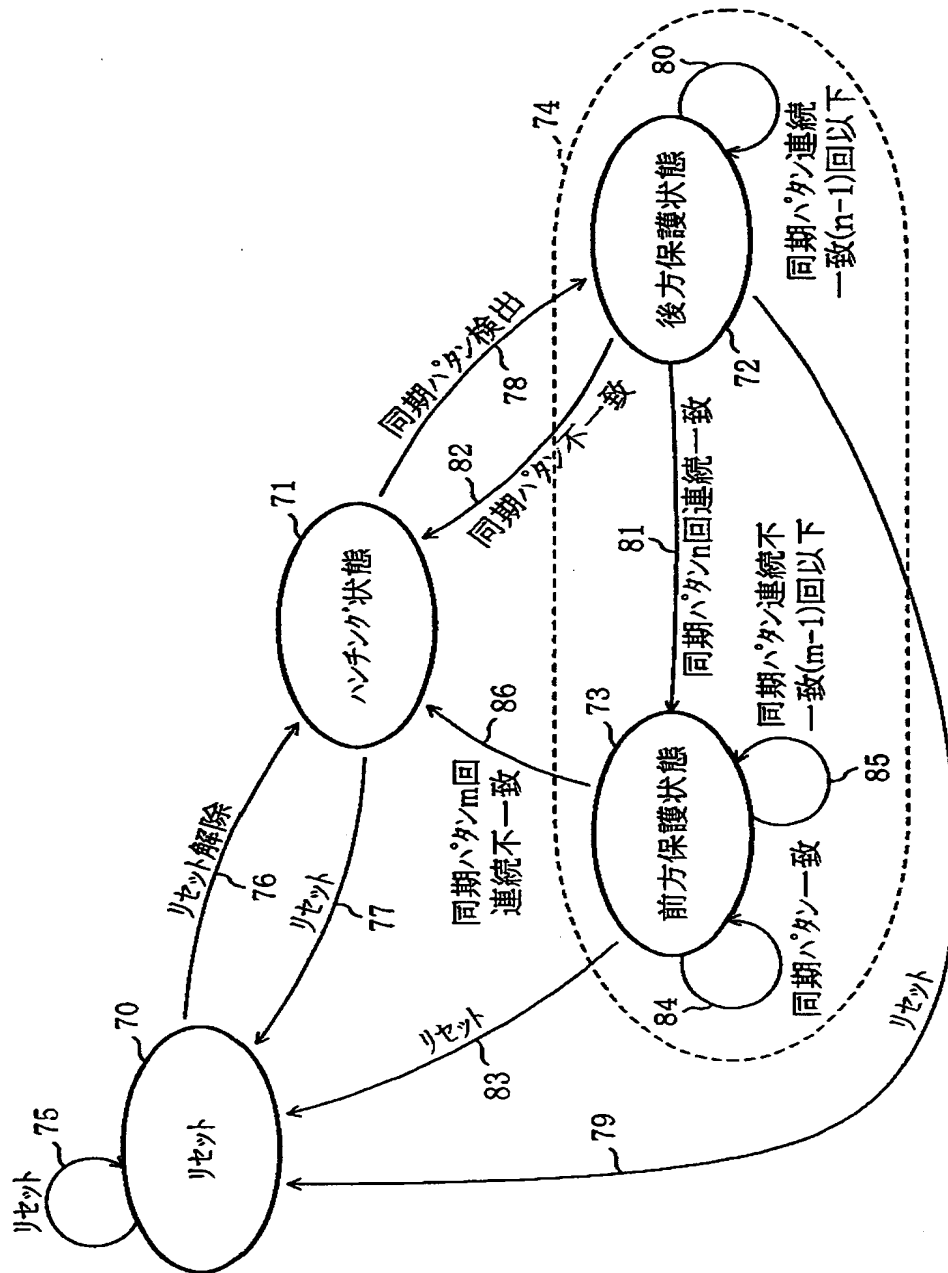 リセット
75
70
リセット
リセット解除
76
リセット
77
71
ハンチング状態
同期パタン検出
78
82
同期パタン不一致
86
同期パタンm回
連続不一致
リセット
83
74
73
前方保護状態
84
同期パタン一致
同期パタン連続不
一致(m-1)回以下
85
81
同期パタンn回連続一致
後方保護状態
72
80
同期パタン連続
一致(n-1)回以下
79
リセット